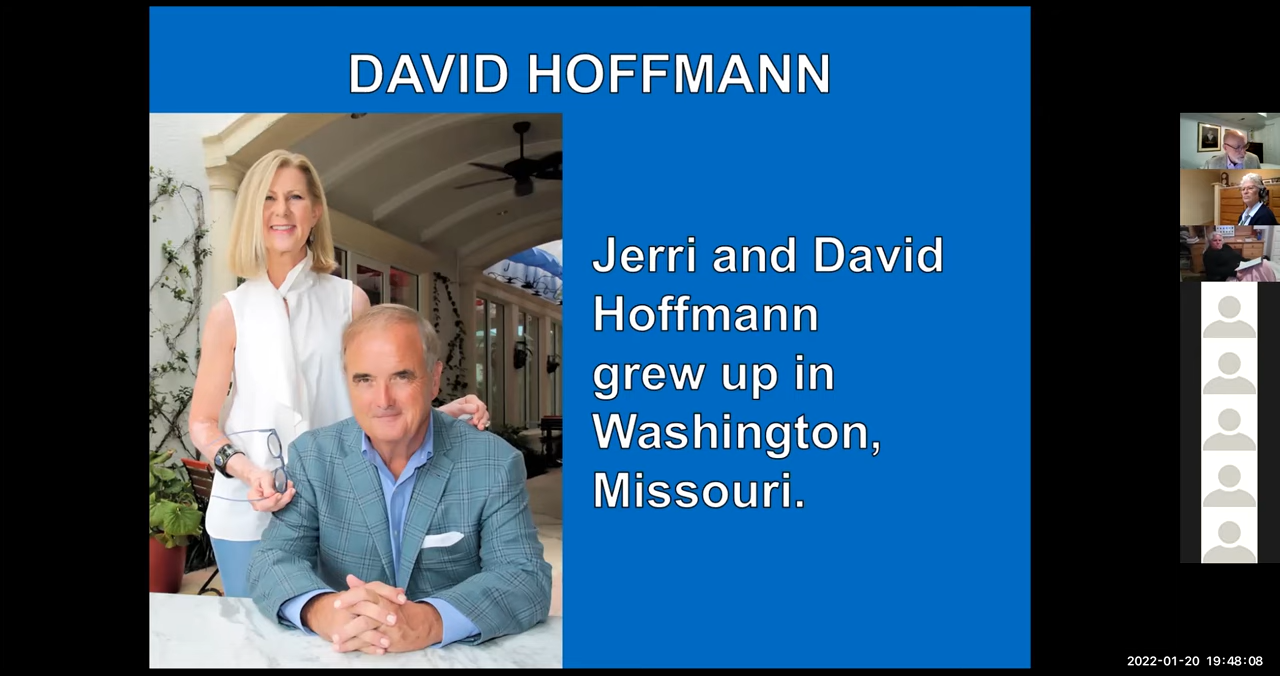 DAVID HOFFMANN
Jerri and David
Hoffmann
grew up in
Washington,
Missouri.
2022-01-20 19:48:08